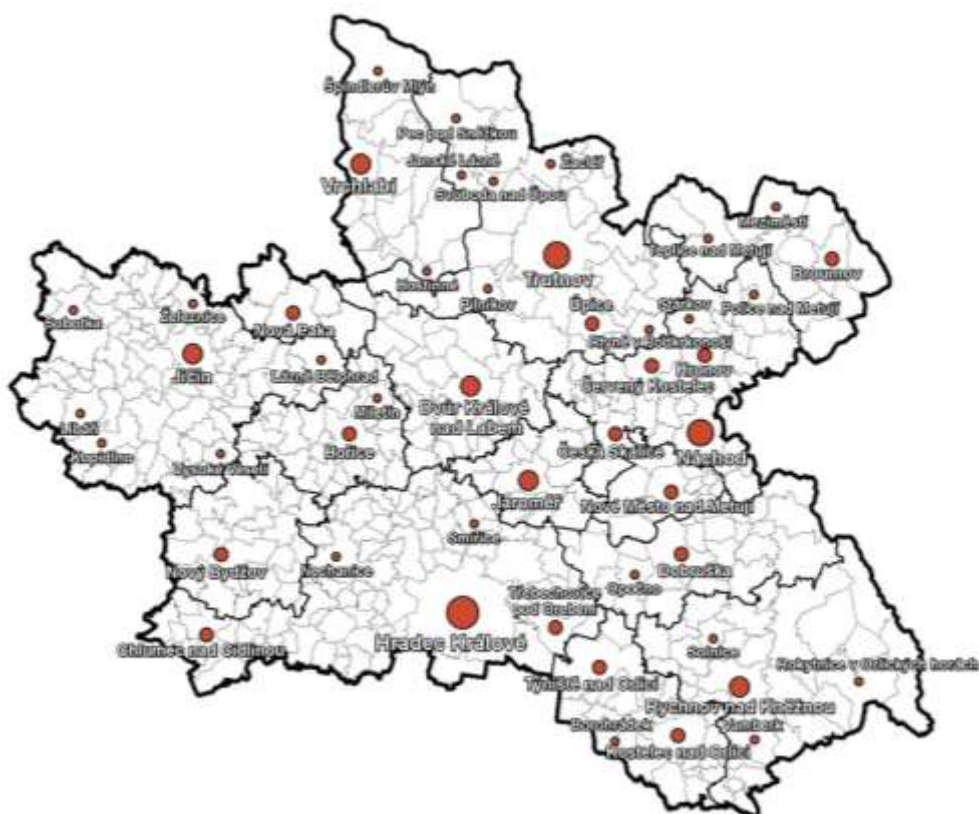 Špindlerův Mlýn
Pec pod Sněžkou
Janské Lázně
Žacléř
Vrchlabí
Svoboda nad Úpou
Meziměstí
Teplice nad Metují
Broumov
Trutnov
Hostinné
Pilníkov
Úpice
Stárkov
Police nad Metují
Sobotka
Železnice
Nová Paka
Rtyně v Podkrkonoší
Hronov
Jičín
Lázně Bělohrad
Červený Kostelec
Miletín
Dvůr Králové
nad Labem
Libáň
Kopidlno
Vysoké Veselí
Hořice
Česká Skalice
Náchod
Jaroměř
Nové Město nad Metují
Smiřice
Nový Bydžov
Nechanice
Dobruška
Opočno
Třebechovice
pod Orebem
Hradec Králové
Chlumec nad Cidlinou
Solnice
Rokytnice v Orlických horách
Týniště nad Orlicí
Rychnov nad Kněžnou
Borohrádek
Vamberk
Kostelec nad Orlicí